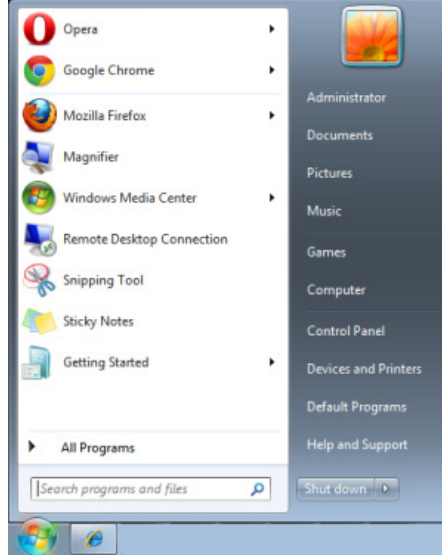 Opera
Google Chrome
Mozilla Firefox
Magnifier
Windows Media Center
Remote Desktop Connection
Snipping Tool
Sticky Notes
Getting Started
All Programs
Search programs and files
Administrator
Documents
Pictures
Music
Games
Computer
Control Panel
Devices and Printers
Default Programs
Help and Support
Shut down